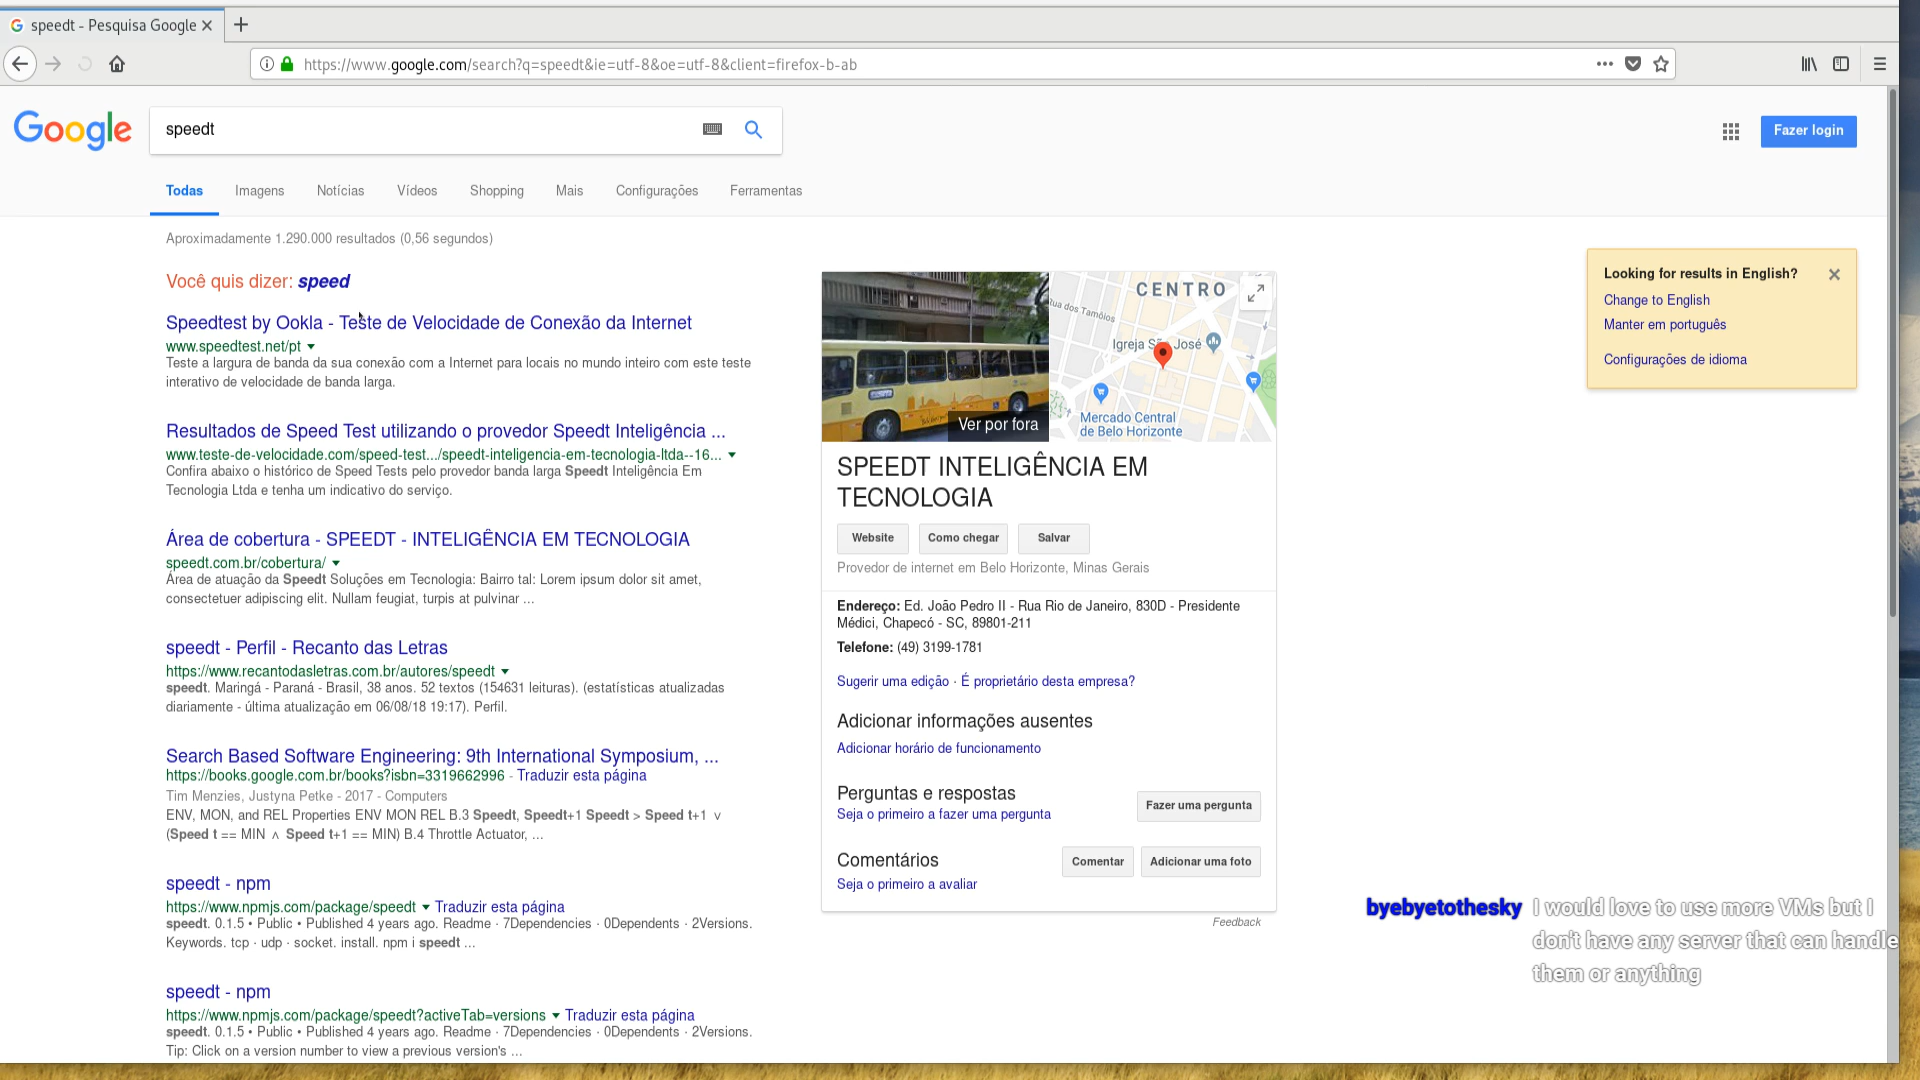 speedt - Pesquisa Google
https://www.google.com/search?q=speedt&ie=utf-8&oe=utf-8&client=firefox-b-ab
Google
speedt
Fazer login
Todas Imagens Notícias Vídeos Shopping Mais Configurações Ferramentas
Aproximadamente 1.290.000 resultados (0,56 segundos)
Você quis dizer: speed
Speedtest by Ookla - Teste de Velocidade de Conexão da Internet
www.speedtest.net/pt
Teste a largura de banda da sua conexão com a Internet para locais no mundo inteiro com este teste
interativo de velocidade de banda larga.
Resultados de Speed Test utilizando o provedor Speedt Inteligência ...
www.teste-de-velocidade.com/speed-test.../speedt-inteligencia-em-tecnologia-ltda--16...
Confira abaixo o histórico de Speed Tests pelo provedor banda larga Speedt Inteligência Em
Tecnologia Ltda e tenha um indicativo do serviço.
Área de cobertura - SPEEDT - INTELIGÊNCIA EM TECNOLOGIA
speedt.com.br/cobertura/
Área de atuação da Speedt Soluções em Tecnologia: Bairro tal: Lorem ipsum dolor sit amet,
consectetuer adipiscing elit. Nullam feugiat, turpis at pulvinar ...
speedt - Perfil - Recanto das Letras
https://www.recantodasletras.com.br/autores/speedt
speedt. Maringá - Paraná - Brasil, 38 anos. 52 textos (154631 leituras). (estatísticas atualizadas
diariamente - última atualização em 06/08/18 19:17). Perfil.
Search Based Software Engineering: 9th International Symposium, ...
https://books.google.com.br/books?isbn=3319662996 - Traduzir esta página
Tim Menzies, Justyna Petke - 2017 - Computers
ENV, MON, and REL Properties ENV MON REL B.3 Speedt, Speedt+1 Speedt > Speed t+1 ∨
(Speed t == MIN ∧ Speed t+1 == MIN) B.4 Throttle Actuator, ...
speedt - npm
https://www.npmjs.com/package/speedt Traduzir esta página
speedt. 0.1.5 • Public • Published 4 years ago. Readme · 7Dependencies · 0Dependents · 2Versions.
Keywords. tcp · udp · socket. install. npm i speedt ...
speedt - npm
https://www.npmjs.com/package/speedt?activeTab=versions Traduzir esta página
speedt. 0.1.5 • Public • Published 4 years ago. Readme · 7Dependencies · 0Dependents · 2Versions.
Tip: Click on a version number to view a previous version's ...
Ver por fora
CENTRO
Rua dos Tamóios
Igreja São José
Mercado Central
de Belo Horizonte
SPEEDT INTELIGÊNCIA EM
TECNOLOGIA
Website Como chegar Salvar
Provedor de internet em Belo Horizonte, Minas Gerais
Endereço: Ed. João Pedro II - Rua Rio de Janeiro, 830D - Presidente
Médici, Chapecó - SC, 89801-211
Telefone: (49) 3199-1781
Sugerir uma edição · É proprietário desta empresa?
Adicionar informações ausentes
Adicionar horário de funcionamento
Perguntas e respostas
Seja o primeiro a fazer uma pergunta
Fazer uma pergunta
Comentários
Seja o primeiro a avaliar
Comentar Adicionar uma foto
Feedback
Looking for results in English?
Change to English
Manter em português
Configurações de idioma
byebyetothesky I would love to use more VMs but I
don't have any server that can handle
them or anything